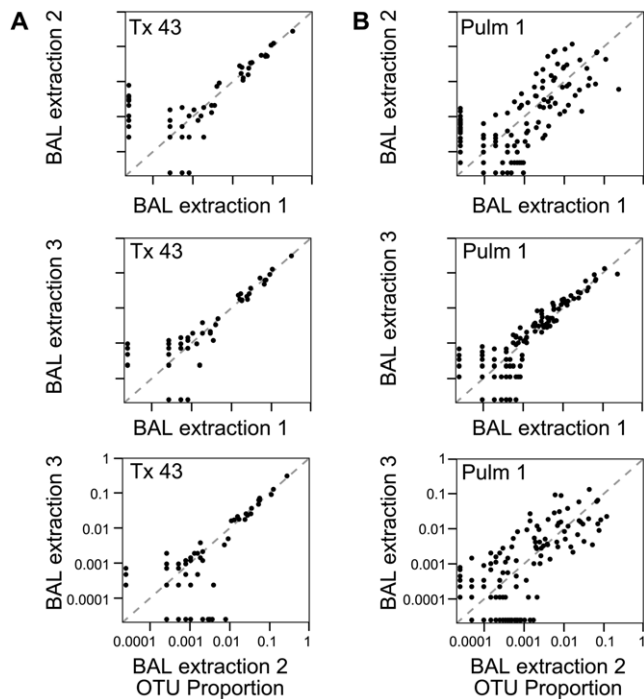 A
Tx 43
BAL extraction 2
BAL extraction 1
B
Pulm 1
BAL extraction 2
BAL extraction 1
Tx 43
BAL extraction 3
BAL extraction 1
Pulm 1
BAL extraction 3
BAL extraction 1
Tx 43
BAL extraction 3
1
0.1
0.01
0.001
0.0001
0.0001 0.001 0.01 0.1 1
BAL extraction 2
OTU Proportion
Pulm 1
BAL extraction 3
1
0.1
0.01
0.001
0.0001
0.0001 0.001 0.01 0.1 1
BAL extraction 2
OTU Proportion